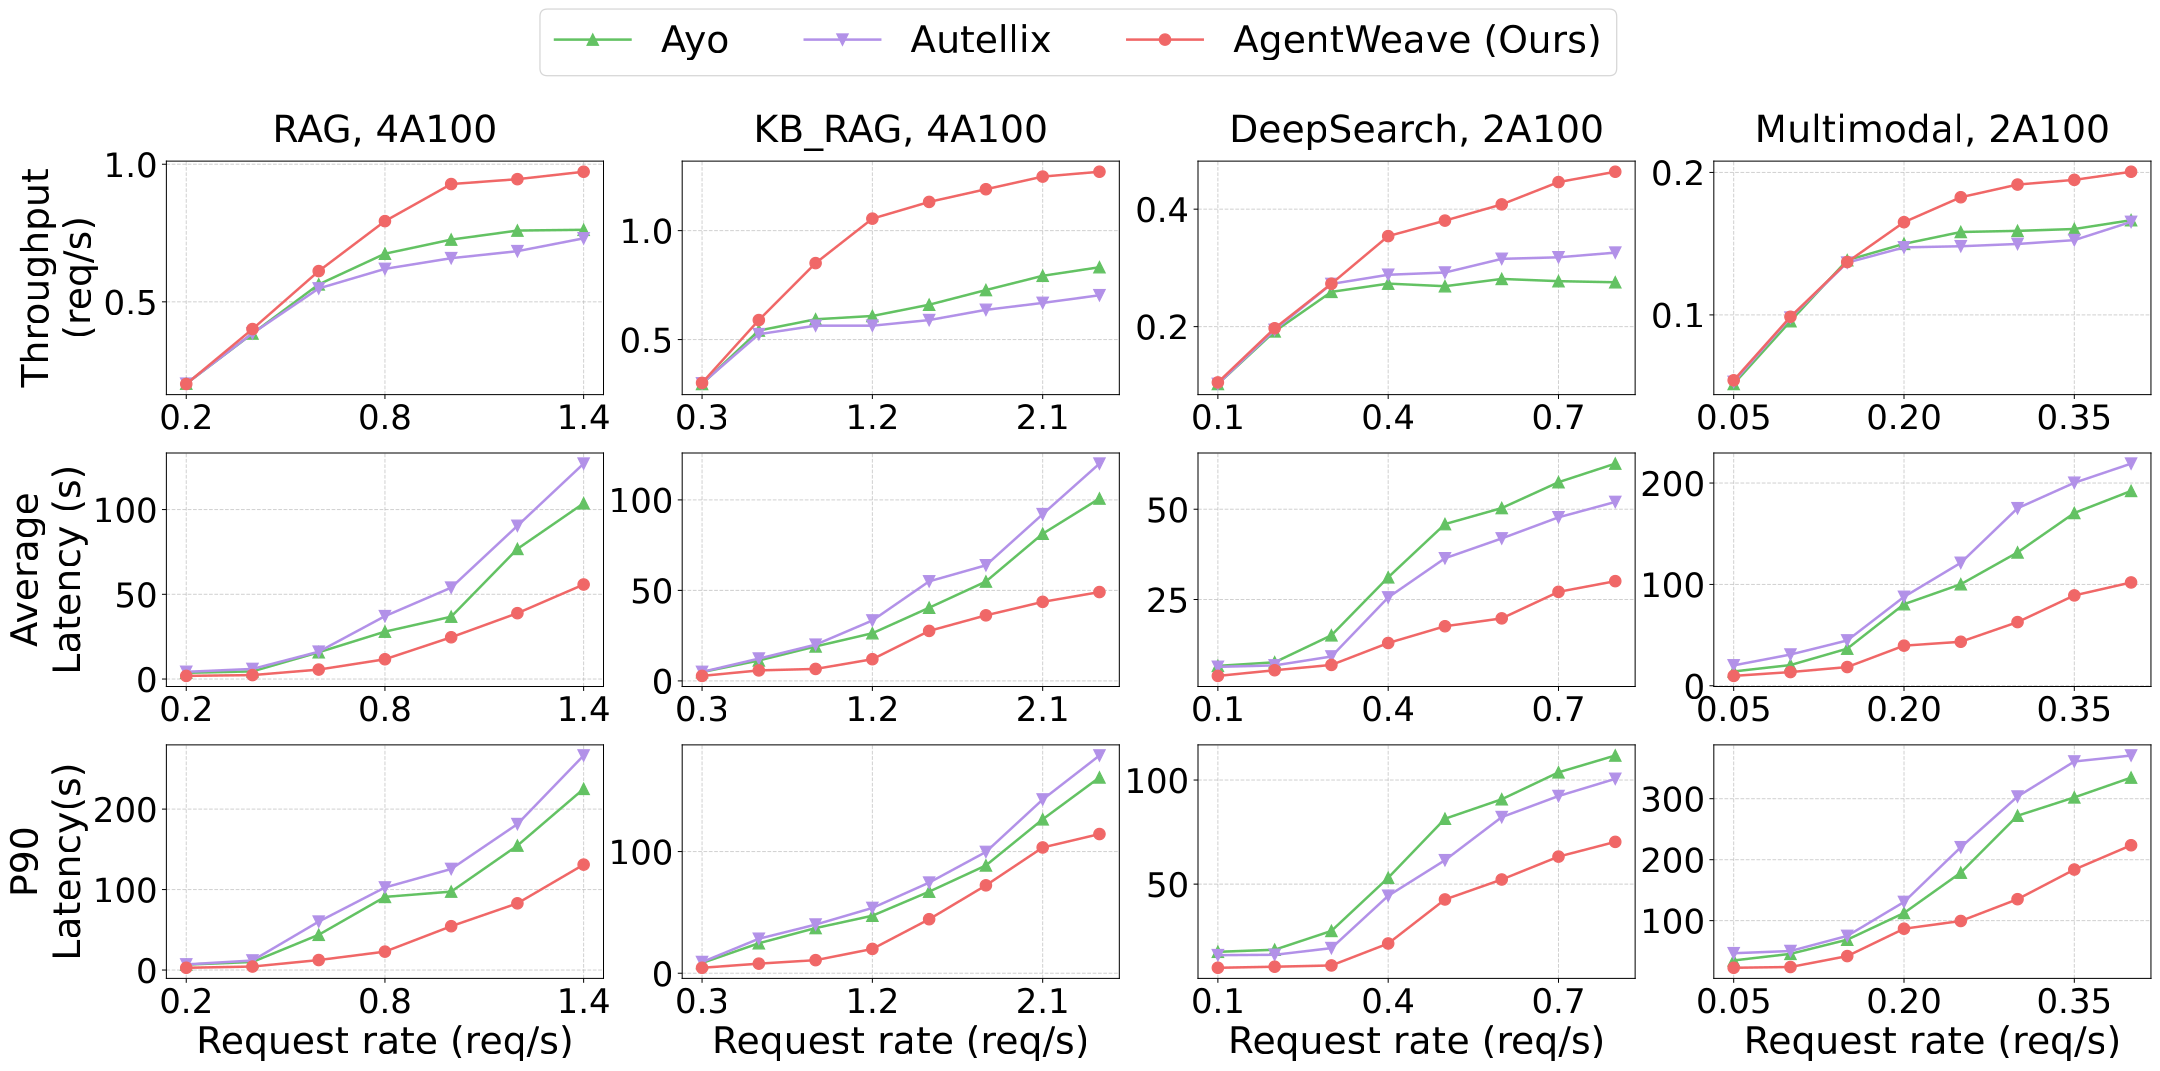 Ayo Autellix AgentWeave (Ours)
RAG, 4A100 KB_RAG, 4A100 DeepSearch, 2A100 Multimodal, 2A100
Throughput
(req/s)
1.0
0.5
0.2 0.8 1.4
1.0
0.5
0.3 1.2 2.1
0.4
0.2
0.1 0.4 0.7
0.2
0.1
0.05 0.20 0.35
Average
Latency (s)
100
50
0
0.2 0.8 1.4
100
50
0
0.3 1.2 2.1
50
25
0.1 0.4 0.7
200
100
0
0.05 0.20 0.35
P90
Latency(s)
200
100
0
0.2 0.8 1.4
Request rate (req/s)
100
0
0.3 1.2 2.1
Request rate (req/s)
100
50
0.1 0.4 0.7
Request rate (req/s)
300
200
100
0.05 0.20 0.35
Request rate (req/s)